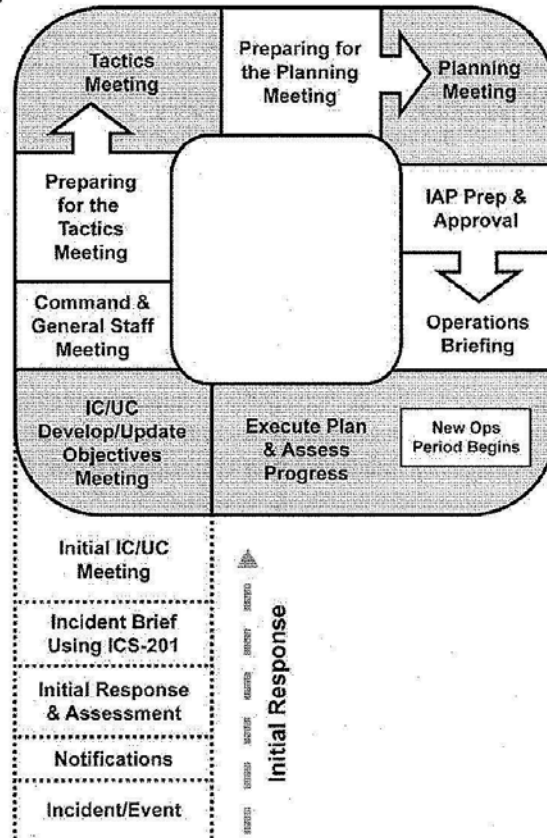 Tactics
Meeting
Preparing for
the Planning
Meeting
Planning
Meeting
Preparing
for the
Tactics
Meeting
IAP Prep &
Approval
Command &
General Staff
Meeting
Operations
Briefing
IC/UC
Develop/Update
Objectives
Meeting
Execute Plan
& Assess
Progress
New Ops
Period Begins
Initial IC/UC
Meeting
Incident Brief
Using ICS-201
Initial Response
& Assessment
Notifications
Incident/Event
Initial Response